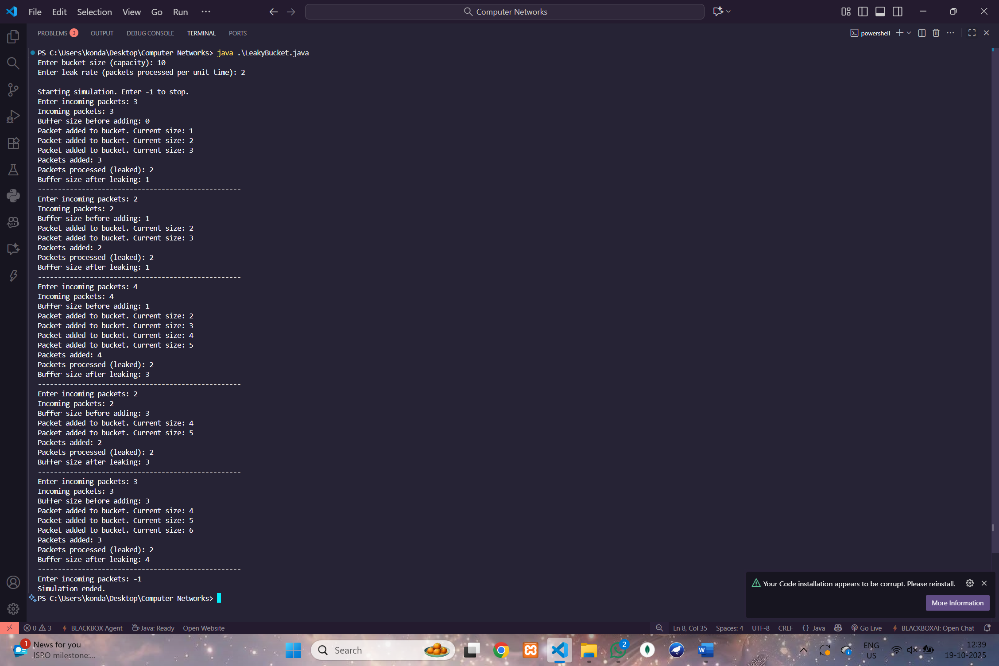 File Edit Selection View Go Run ··· Computer Networks
PROBLEMS 3 OUTPUT DEBUG CONSOLE TERMINAL PORTS powershell
PS C:\Users\konda\Desktop\Computer Networks> java .\LeakyBucket.java
Enter bucket size (capacity): 10
Enter leak rate (packets processed per unit time): 2
Starting simulation. Enter -1 to stop.
Enter incoming packets: 3
Incoming packets: 3
Buffer size before adding: 0
Packet added to bucket. Current size: 1
Packet added to bucket. Current size: 2
Packet added to bucket. Current size: 3
Packets added: 3
Packets processed (leaked): 2
Buffer size after leaking: 1
---------------------------------------------------
Enter incoming packets: 2
Incoming packets: 2
Buffer size before adding: 1
Packet added to bucket. Current size: 2
Packet added to bucket. Current size: 3
Packets added: 2
Packets processed (leaked): 2
Buffer size after leaking: 1
---------------------------------------------------
Enter incoming packets: 4
Incoming packets: 4
Buffer size before adding: 1
Packet added to bucket. Current size: 2
Packet added to bucket. Current size: 3
Packet added to bucket. Current size: 4
Packet added to bucket. Current size: 5
Packets added: 4
Packets processed (leaked): 2
Buffer size after leaking: 3
---------------------------------------------------
Enter incoming packets: 2
Incoming packets: 2
Buffer size before adding: 3
Packet added to bucket. Current size: 4
Packet added to bucket. Current size: 5
Packets added: 2
Packets processed (leaked): 2
Buffer size after leaking: 3
---------------------------------------------------
Enter incoming packets: 3
Incoming packets: 3
Buffer size before adding: 3
Packet added to bucket. Current size: 4
Packet added to bucket. Current size: 5
Packet added to bucket. Current size: 6
Packets added: 3
Packets processed (leaked): 2
Buffer size after leaking: 4
---------------------------------------------------
Enter incoming packets: -1
Simulation ended.
PS C:\Users\konda\Desktop\Computer Networks>
Your Code installation appears to be corrupt. Please reinstall.
More Information
0 3 BLACKBOX Agent Java: Ready Open Website Ln 8, Col 35 Spaces: 4 UTF-8 CRLF {} Java Go Live BLACKBOXAI: Open Chat
1 News for you
ISRO milestone:...
Search
2
W
ENG
US
12:39
19-10-2025